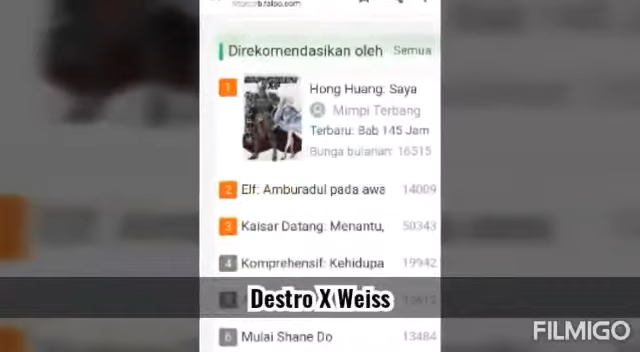 b.faloo.com
Direkomendasikan oleh Semua
1 Hong Huang: Saya
Mimpi Terbang
Terbaru: Bab 145 Jam
Bunga bulanan: 16515
2 Elf: Amburadul pada awa 14009
3 Kaisar Datang: Menantu, 50343
4 Komprehensif: Kehidupa 19942
Destro X Weiss
6 Mulai Shane Do 13484
FILMIGO